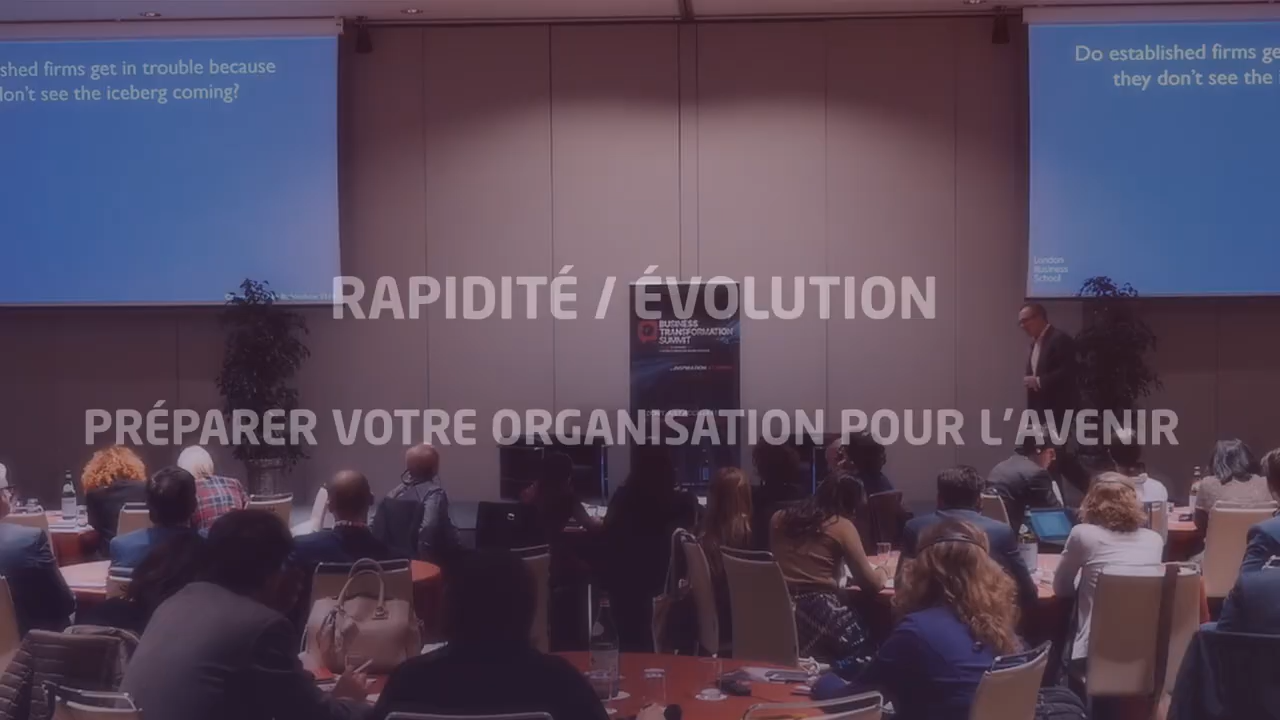 shed firms get in trouble because
don't see the iceberg coming?
Do established firms ge
they don't see the
London
Business
School
RAPIDITÉ / ÉVOLUTION
BUSINESS
TRANSFORMATION
SUMMIT
INSPIRATION
PRÉPARER VOTRE ORGANISATION POUR L'AVENIR